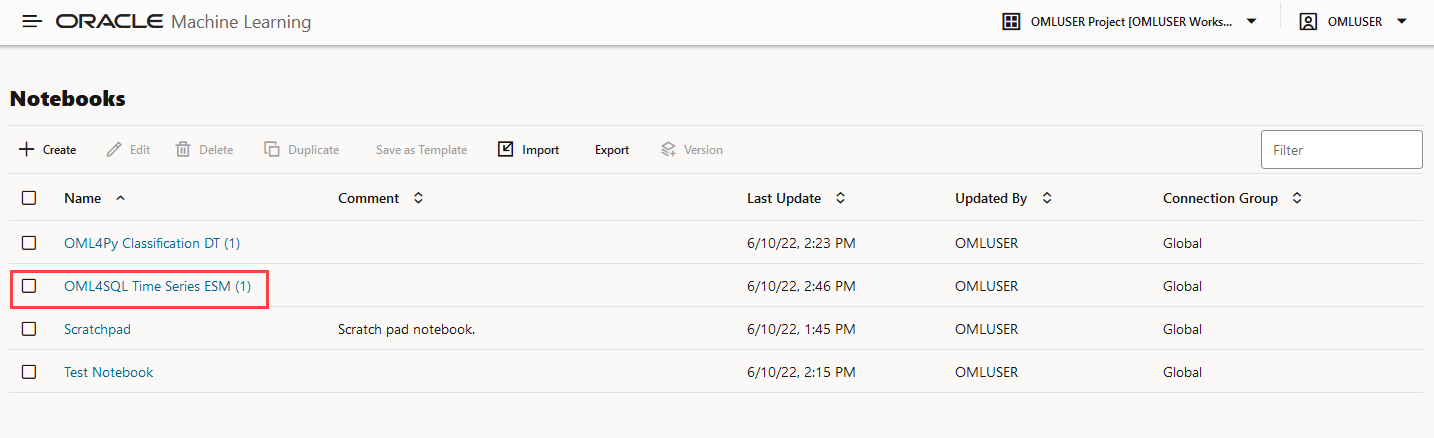 ORACLE Machine Learning OMLUSER Project [OMLUSER Works... OMLUSER
Notebooks
Create Edit Delete Duplicate Save as Template Import Export Version Filter
Name Comment Last Update Updated By Connection Group
OML4Py Classification DT (1) 6/10/22, 2:23 PM OMLUSER Global
OML4SQL Time Series ESM (1) 6/10/22, 2:46 PM OMLUSER Global
Scratchpad Scratch pad notebook. 6/10/22, 1:45 PM OMLUSER Global
Test Notebook 6/10/22, 2:15 PM OMLUSER Global